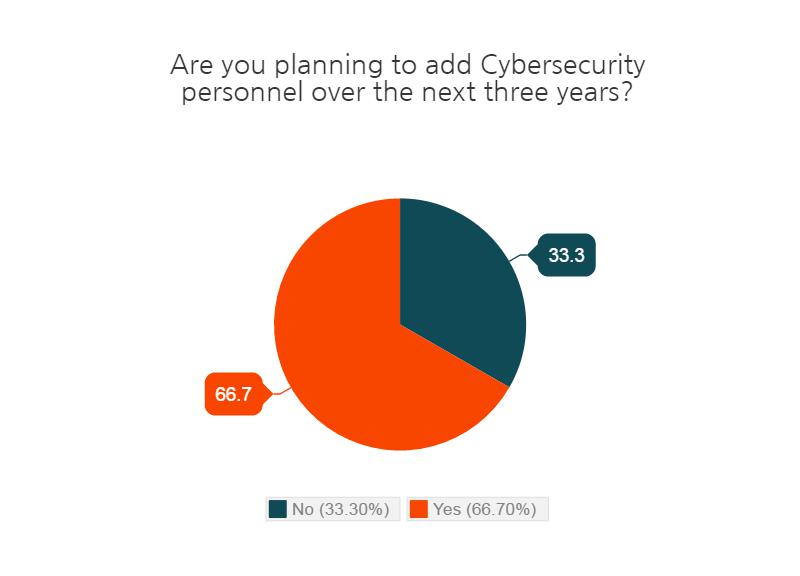 Are you planning to add Cybersecurity
personnel over the next three years?
33.3
66.7
No (33.30%) Yes (66.70%)